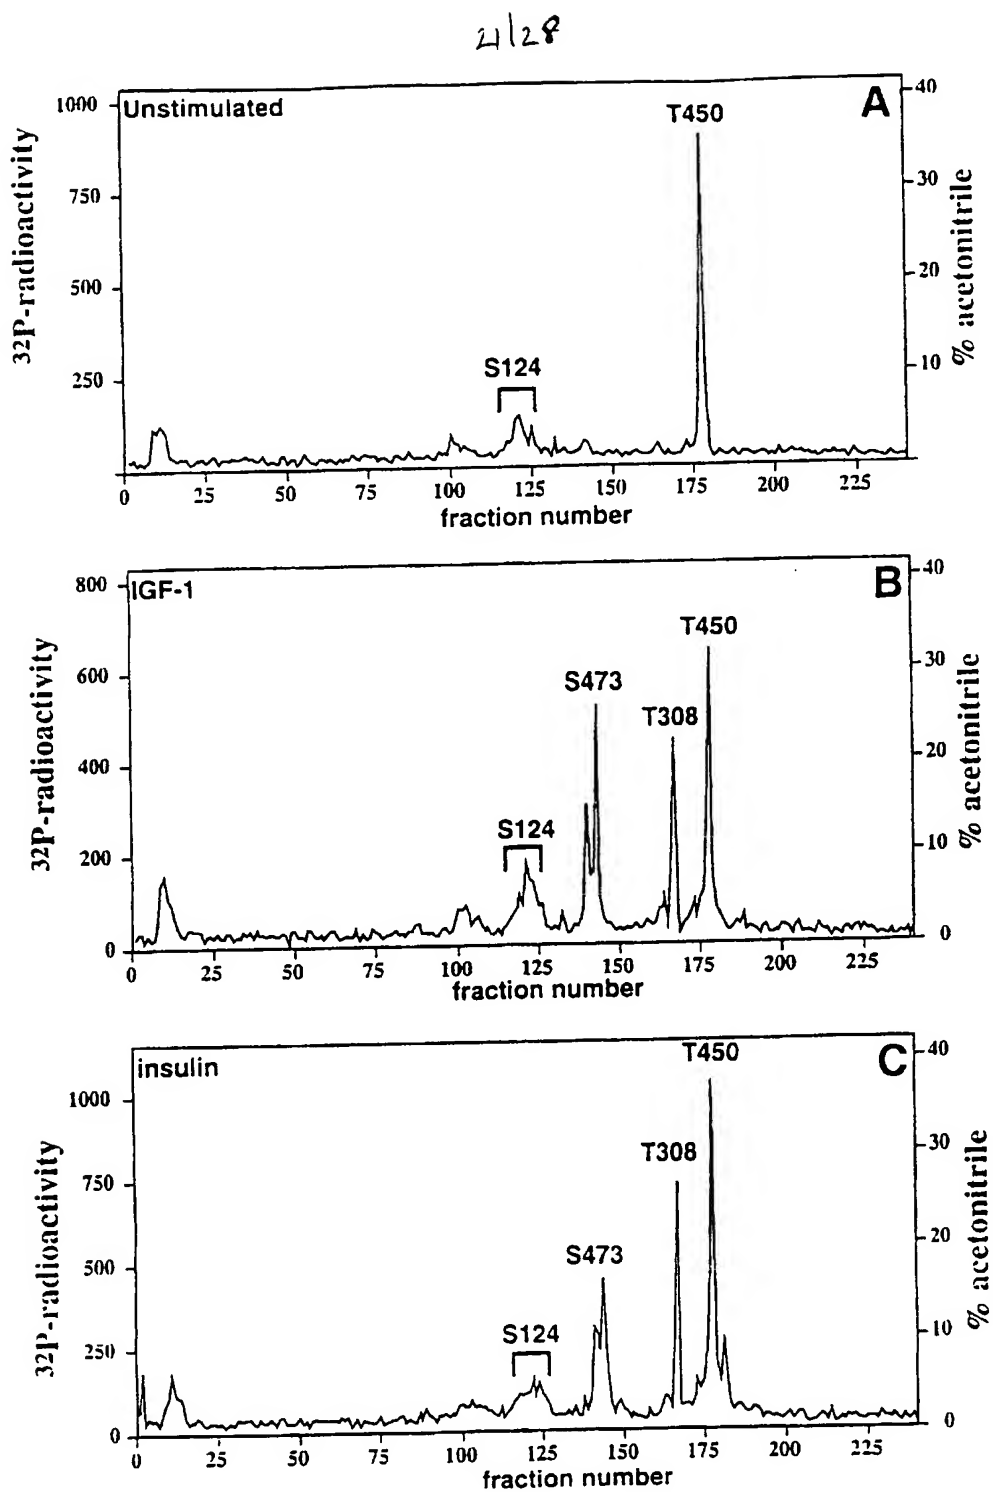 21/28
1000
Unstimulated
A
40
T450
750
30
32P-radioactivity
% acetonitrile
500
20
S124
250
10
0 25 50 75 100 125 150 175 200 225
fraction number
800
IGF-1
B
40
T450
600
30
S473
T308
32P-radioactivity
% acetonitrile
400
20
S124
200
10
0
0
0 25 50 75 100 125 150 175 200 225
fraction number
insulin
C
40
T450
1000
T308
30
32P-radioactivity
% acetonitrile
750
S473
20
500
S124
10
250
0
0
0 25 50 75 100 125 150 175 200 225
fraction number